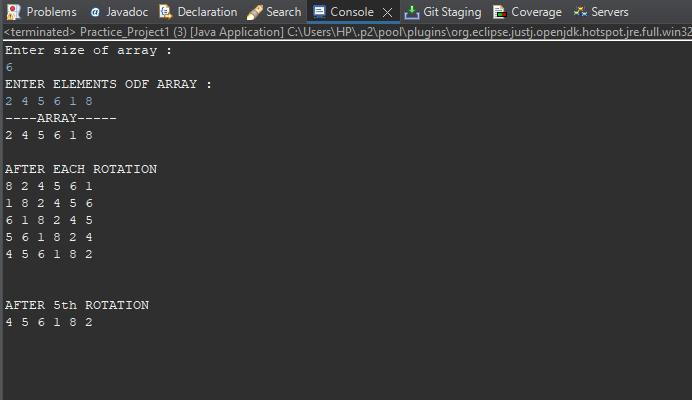 Problems @ Javadoc Declaration Search Console Git Staging Coverage Servers
<terminated> Practice_Project1 (3) [Java Application] C:\Users\HP\.p2\pool\plugins\org.eclipse.justj.openjdk.hotspot.jre.full.win32
Enter size of array :
6
ENTER ELEMENTS ODF ARRAY :
2 4 5 6 1 8
----ARRAY-----
2 4 5 6 1 8
AFTER EACH ROTATION
8 2 4 5 6 1
1 8 2 4 5 6
6 1 8 2 4 5
5 6 1 8 2 4
4 5 6 1 8 2
AFTER 5th ROTATION
4 5 6 1 8 2